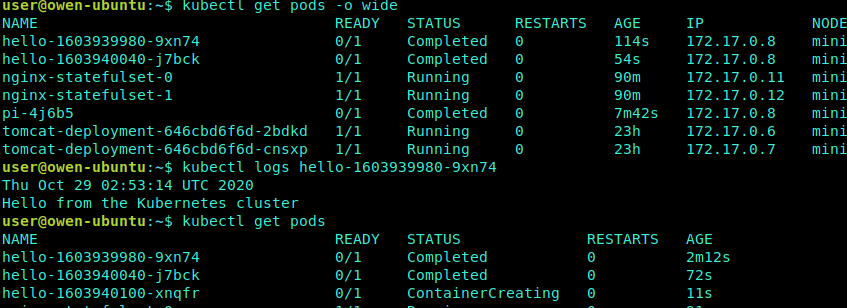 user@owen-ubuntu:~$ kubectl get pods -o wide
NAME READY STATUS RESTARTS AGE IP NODE
hello-1603939980-9xn74 0/1 Completed 0 114s 172.17.0.8 mini
hello-1603940040-j7bck 0/1 Completed 0 54s 172.17.0.8 mini
nginx-statefulset-0 1/1 Running 0 90m 172.17.0.11 mini
nginx-statefulset-1 1/1 Running 0 90m 172.17.0.12 mini
pi-4j6b5 0/1 Completed 0 7m42s 172.17.0.8 mini
tomcat-deployment-646cbd6f6d-2bdkd 1/1 Running 0 23h 172.17.0.6 mini
tomcat-deployment-646cbd6f6d-cnsxp 1/1 Running 0 23h 172.17.0.7 mini
user@owen-ubuntu:~$ kubectl logs hello-1603939980-9xn74
Thu Oct 29 02:53:14 UTC 2020
Hello from the Kubernetes cluster
user@owen-ubuntu:~$ kubectl get pods
NAME READY STATUS RESTARTS AGE
hello-1603939980-9xn74 0/1 Completed 0 2m12s
hello-1603940040-j7bck 0/1 Completed 0 72s
hello-1603940100-xnqfr 0/1 ContainerCreating 0 11s